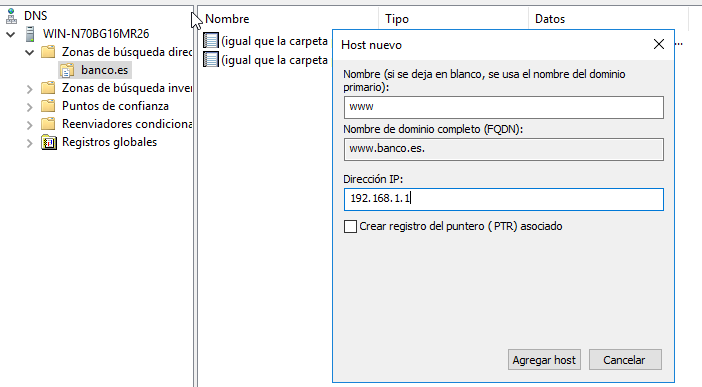 DNS
WIN-N70BG16MR26
Zonas de búsqueda direc
banco.es
Zonas de búsqueda inver
Puntos de confianza
Reenviadores condiciona
Registros globales
Nombre Tipo Datos
(igual que la carpeta
(igual que la carpeta
...
Host nuevo
Nombre (si se deja en blanco, se usa el nombre del dominio
primario):
www
Nombre de dominio completo (FQDN):
www.banco.es.
Dirección IP:
192.168.1.1
Crear registro del puntero (PTR) asociado
Agregar host Cancelar